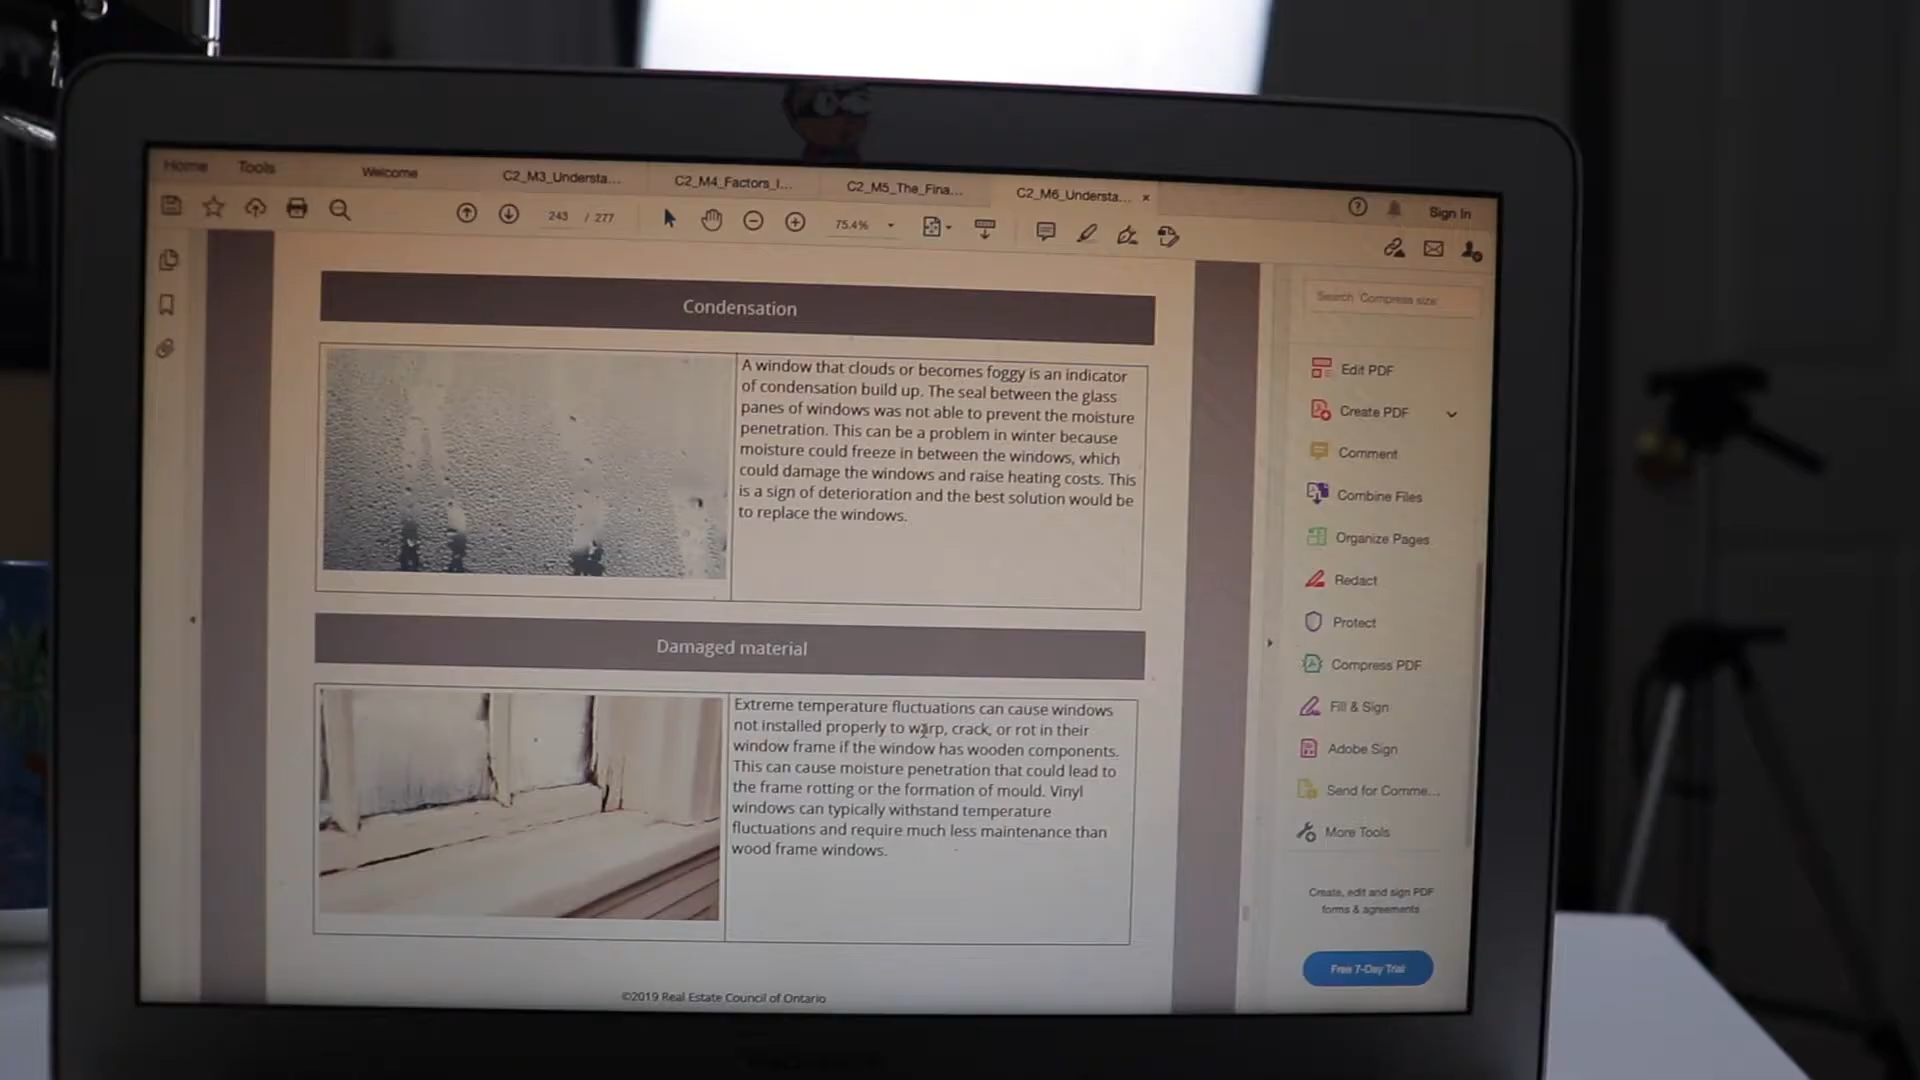 Home Tools Welcome C2_M3_Understa... C2_M4_Factors_I... C2_M5_The_Fina... C2_M6_Understa... ×
243 / 277 75.4% Sign In
Condensation
A window that clouds or becomes foggy is an indicator
of condensation build up. The seal between the glass
panes of windows was not able to prevent the moisture
penetration. This can be a problem in winter because
moisture could freeze in between the windows, which
could damage the windows and raise heating costs. This
is a sign of deterioration and the best solution would be
to replace the windows.
Damaged material
Extreme temperature fluctuations can cause windows
not installed properly to warp, crack, or rot in their
window frame if the window has wooden components.
This can cause moisture penetration that could lead to
the frame rotting or the formation of mould. Vinyl
windows can typically withstand temperature
fluctuations and require much less maintenance than
wood frame windows.
©2019 Real Estate Council of Ontario
Search 'Compress size'
Edit PDF
Create PDF
Comment
Combine Files
Organize Pages
Redact
Protect
Compress PDF
Fill & Sign
Adobe Sign
Send for Comme...
More Tools
Create, edit and sign PDF
forms & agreements
Free 7-Day Trial